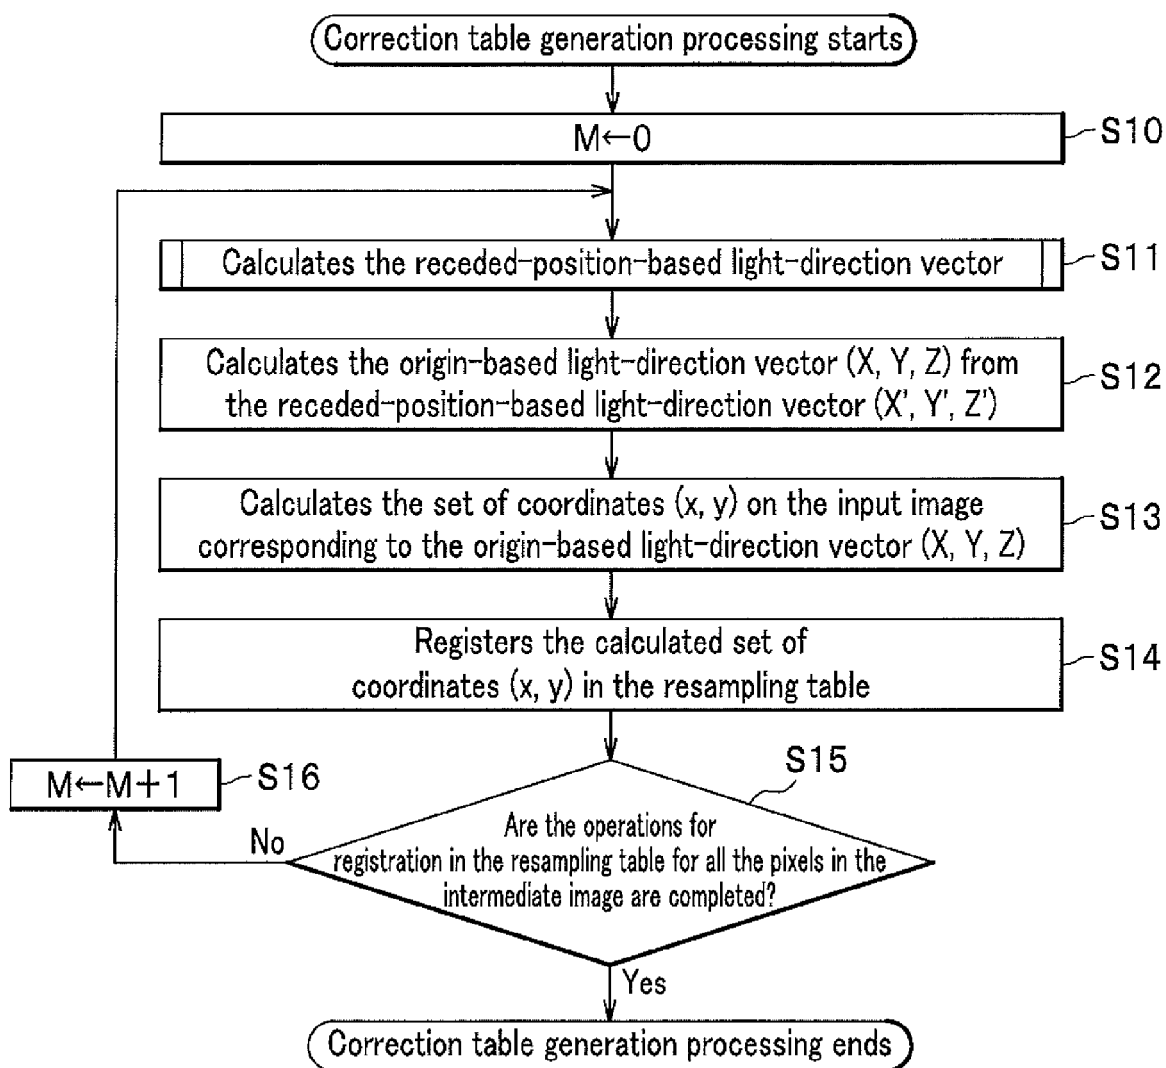 Correction table generation processing starts
M←0
S10
Calculates the receded-position-based light-direction vector
S11
Calculates the origin-based light-direction vector (X, Y, Z) from
the receded-position-based light-direction vector (X', Y', Z')
S12
Calculates the set of coordinates (x, y) on the input image
corresponding to the origin-based light-direction vector (X, Y, Z)
S13
Registers the calculated set of
coordinates (x, y) in the resampling table
S14
M←M+1
S16
S15
Are the operations for
registration in the resampling table for all the pixels in the
intermediate image are completed?
No
Yes
Correction table generation processing ends